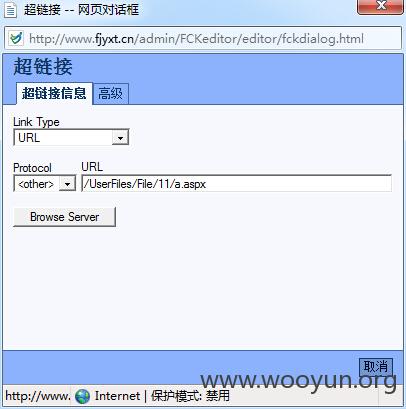 超链接 -- 网页对话框
http://www.fjyxt.cn/admin/FCKeditor/editor/fckdialog.html
超链接
超链接信息 高级
Link Type
URL
Protocol URL
<other> /UserFiles/File/11/a.aspx
Browse Server
取消
www.wooyun.org
http://www. Internet | 保护模式: 禁用